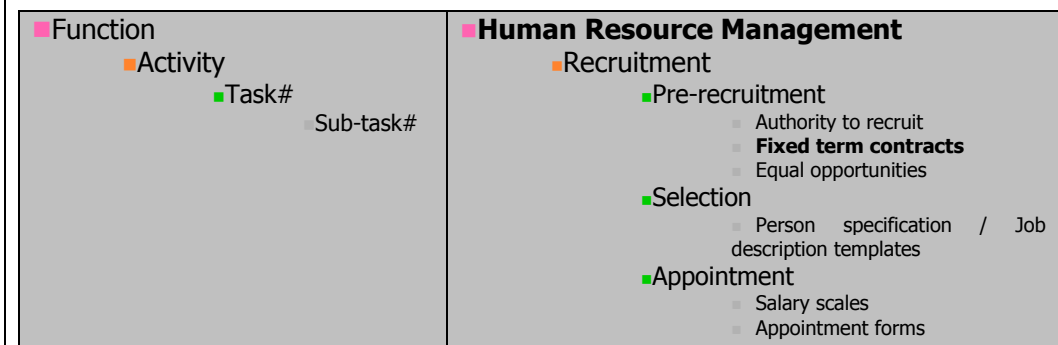 Function
Activity
Task#
Sub-task#
Human Resource Management
Recruitment
Pre-recruitment
Authority to recruit
Fixed term contracts
Equal opportunities
Selection
Person specification / Job
description templates
Appointment
Salary scales
Appointment forms